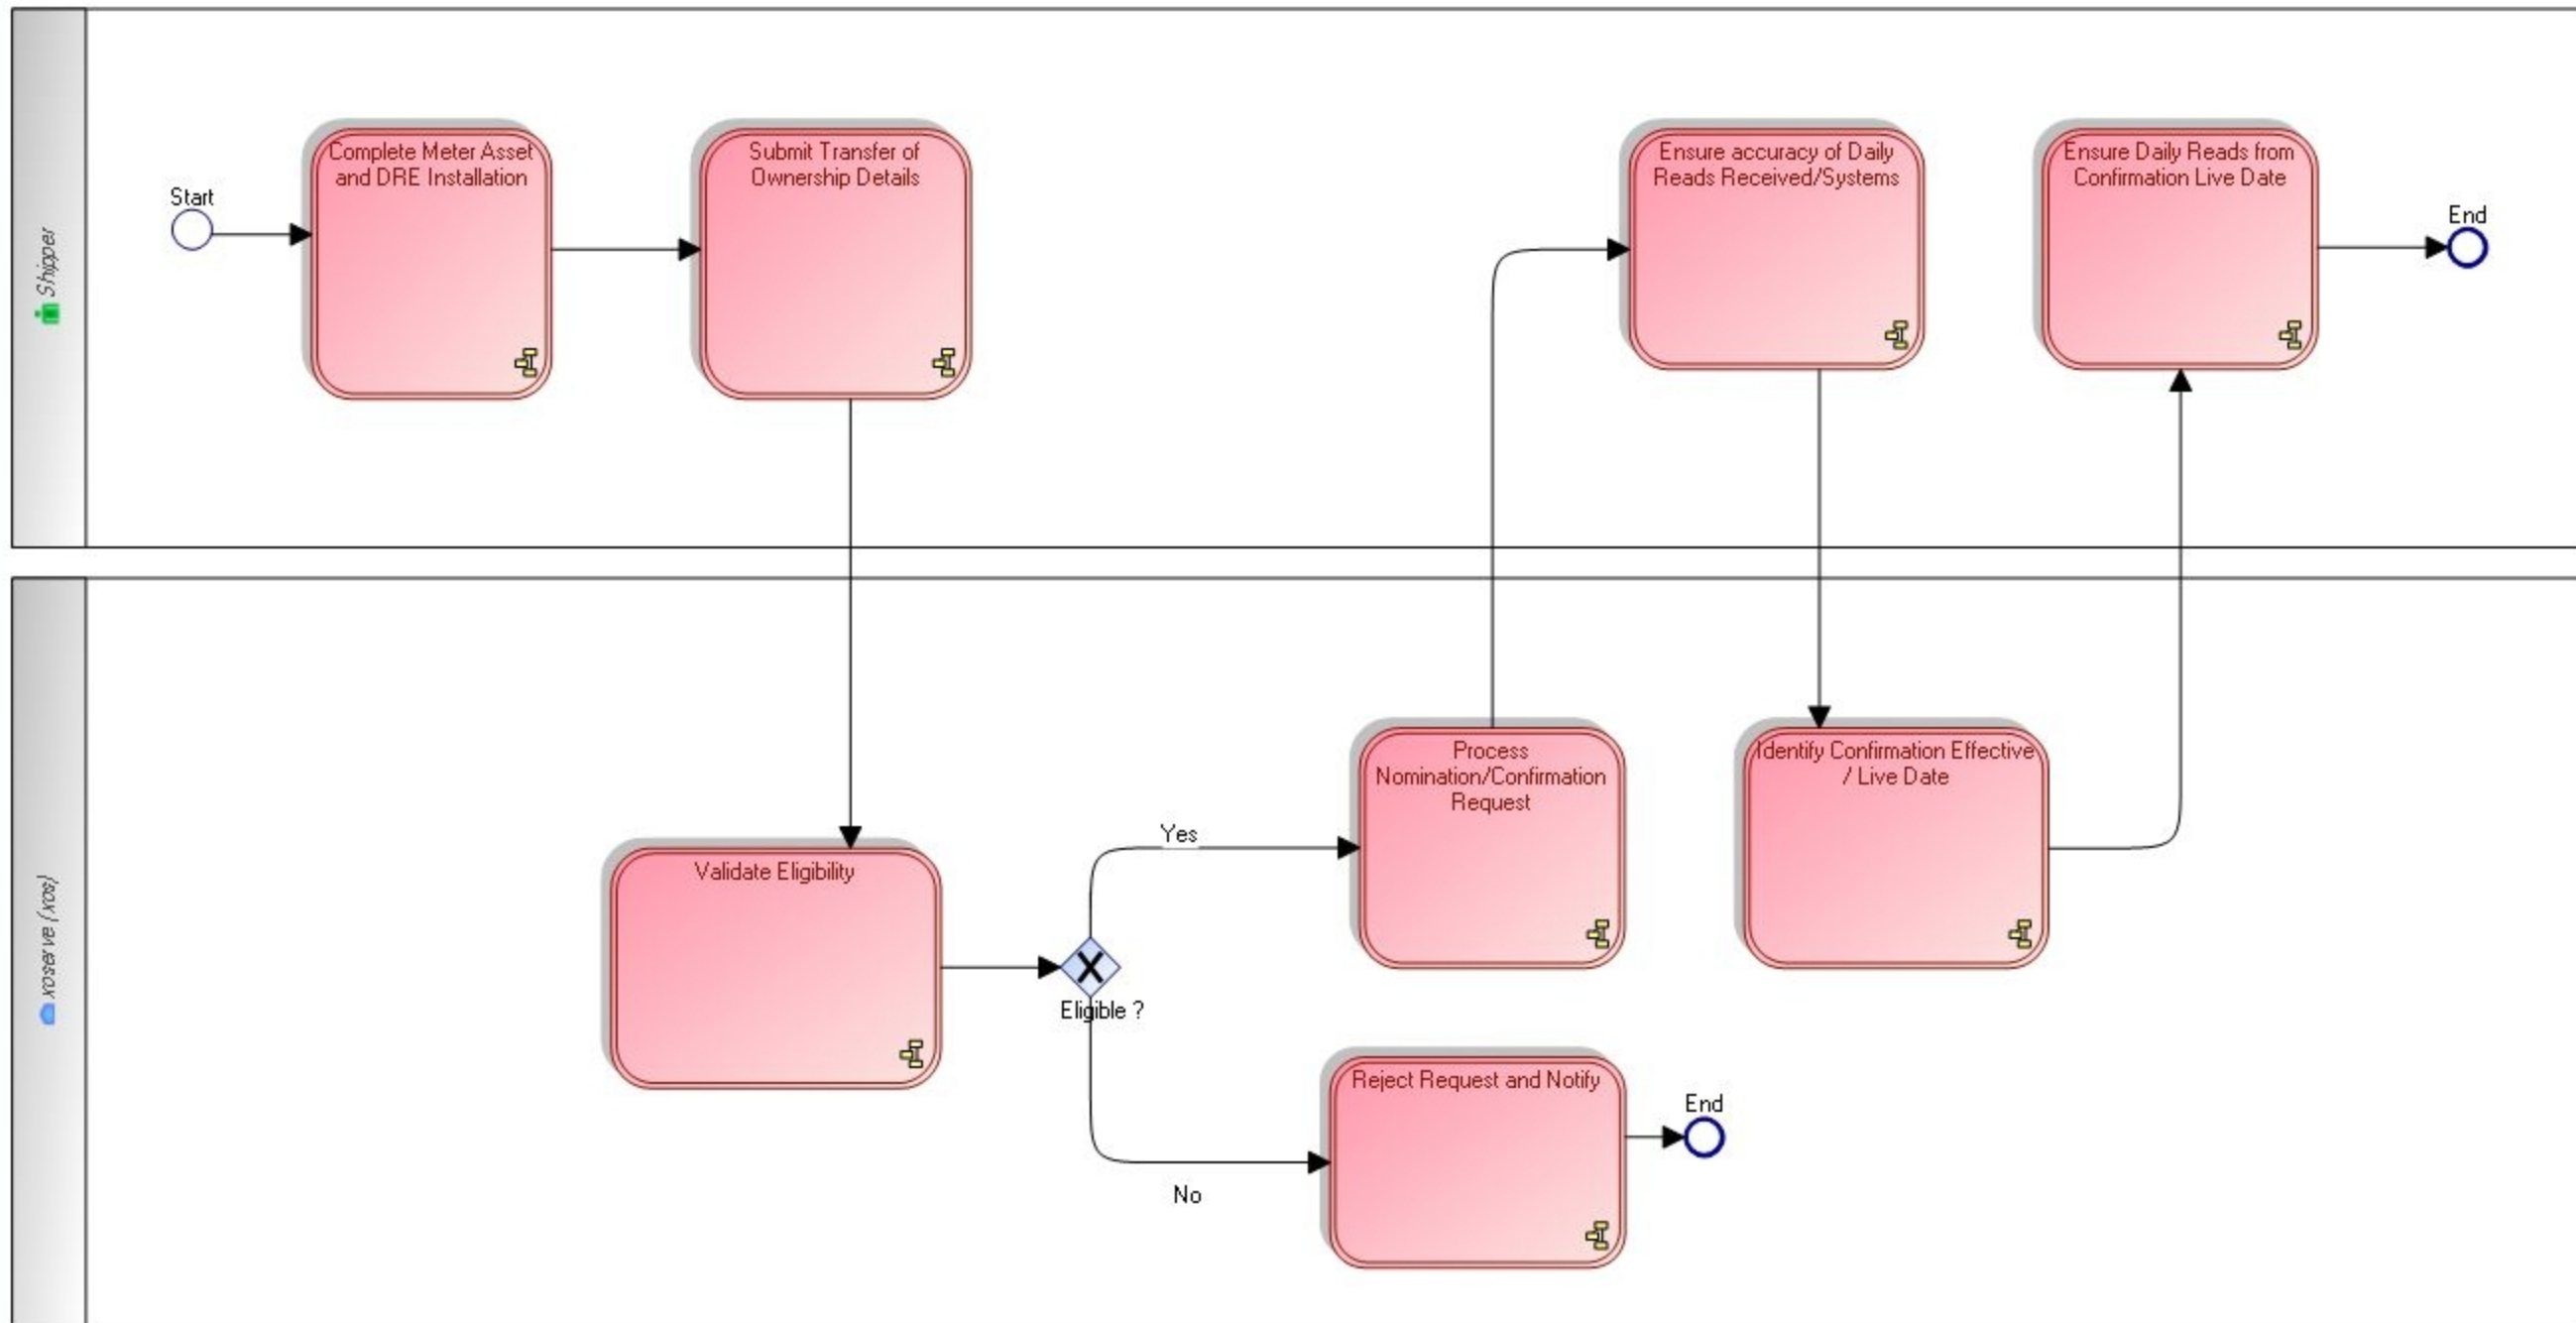 Shipper
Start
Complete Meter Asset
and DRE Installation
Submit Transfer of
Ownership Details
Ensure accuracy of Daily
Reads Received/Systems
Ensure Daily Reads from
Confirmation Live Date
End
xoserve (xos)
Validate Eligibility
Eligible ?
Yes
No
Process
Nomination/Confirmation
Request
Identify Confirmation Effective
/ Live Date
Reject Request and Notify
End